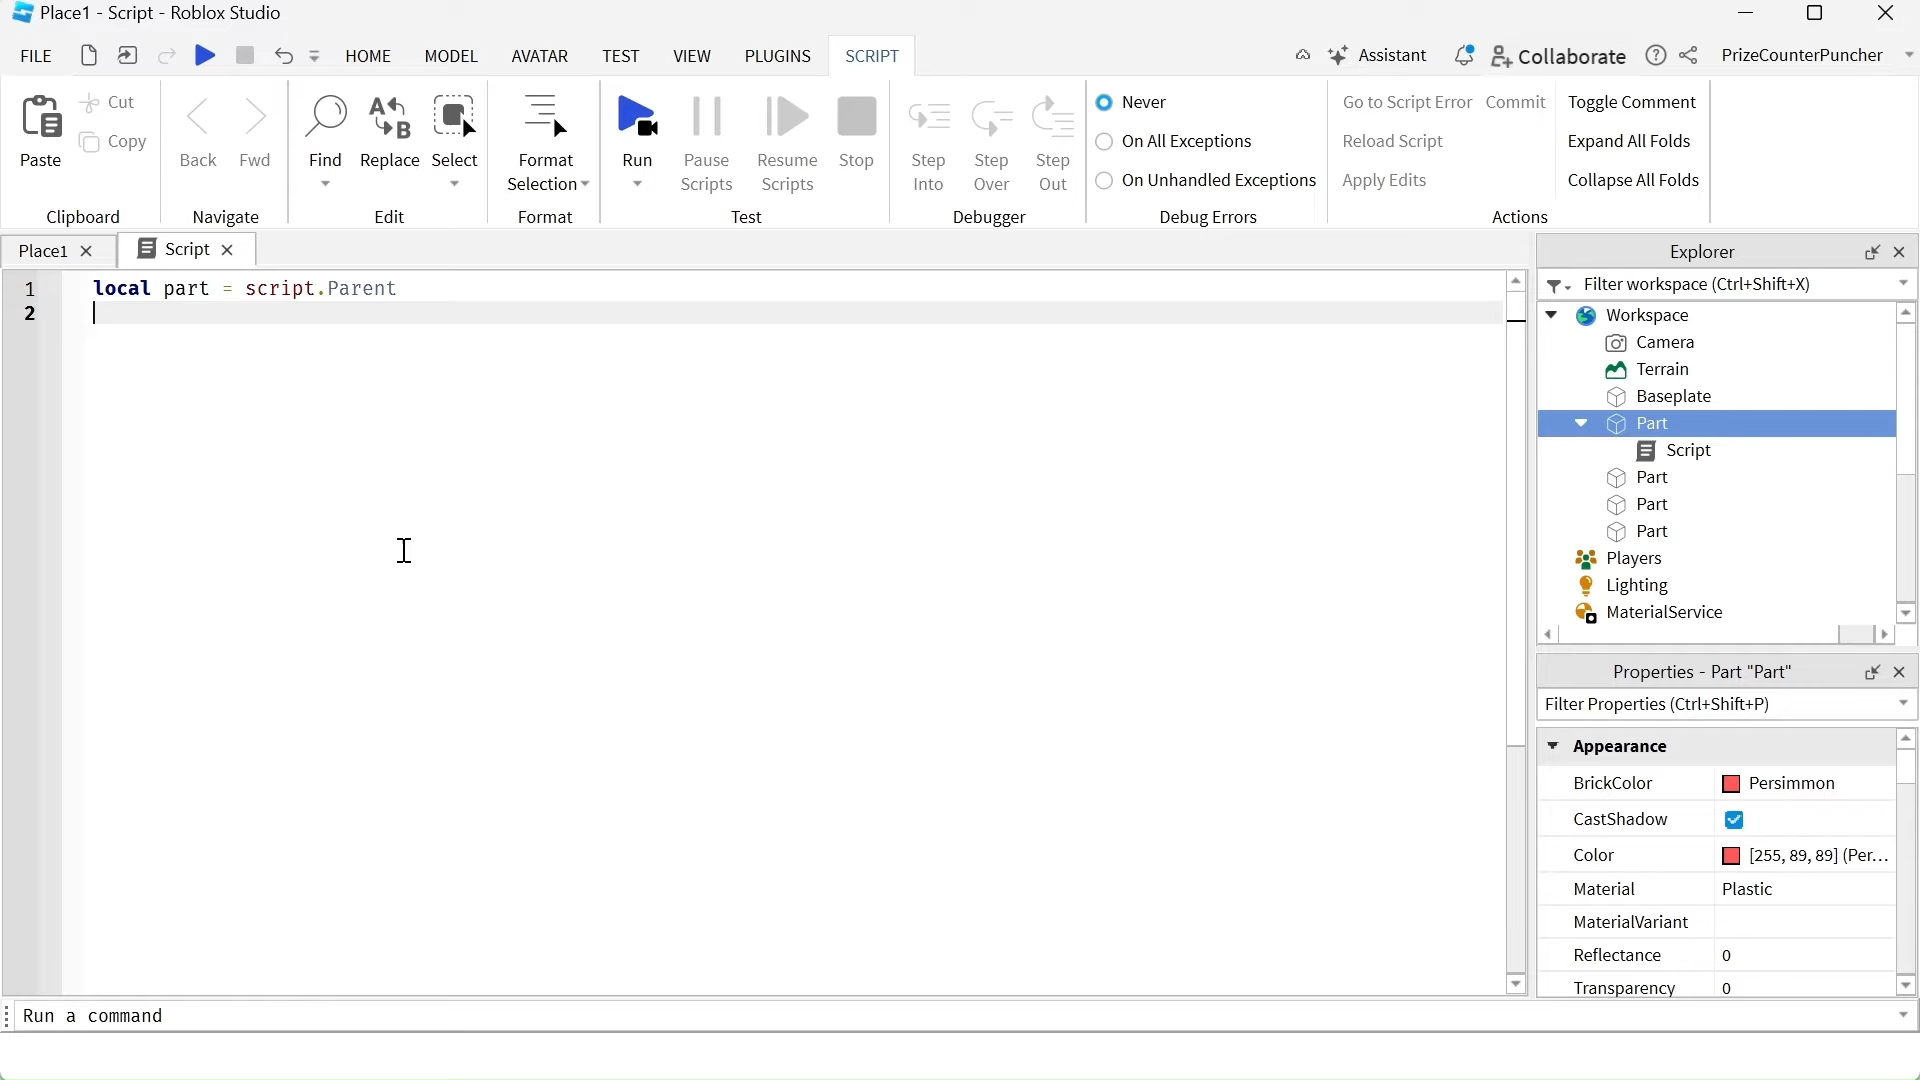 Place1 - Script - Roblox Studio
FILE HOME MODEL AVATAR TEST VIEW PLUGINS SCRIPT Assistant Collaborate PrizeCounterPuncher
Paste
Cut
Copy
Clipboard
Back Fwd
Navigate
Find Replace Select
Edit
Format
Selection
Format
Run
Pause
Scripts
Resume
Scripts
Stop
Test
Step
Into
Step
Over
Step
Out
Debugger
Never
On All Exceptions
On Unhandled Exceptions
Debug Errors
Go to Script Error Commit
Reload Script
Apply Edits
Toggle Comment
Expand All Folds
Collapse All Folds
Actions
Place1 Script
1 local part = script.Parent
2
Explorer
Filter workspace (Ctrl+Shift+X)
Workspace
Camera
Terrain
Baseplate
Part
Script
Part
Part
Part
Players
Lighting
MaterialService
Properties - Part "Part"
Filter Properties (Ctrl+Shift+P)
Appearance
BrickColor Persimmon
CastShadow
Color [255, 89, 89] (Per...
Material Plastic
MaterialVariant
Reflectance 0
Transparency 0
Run a command